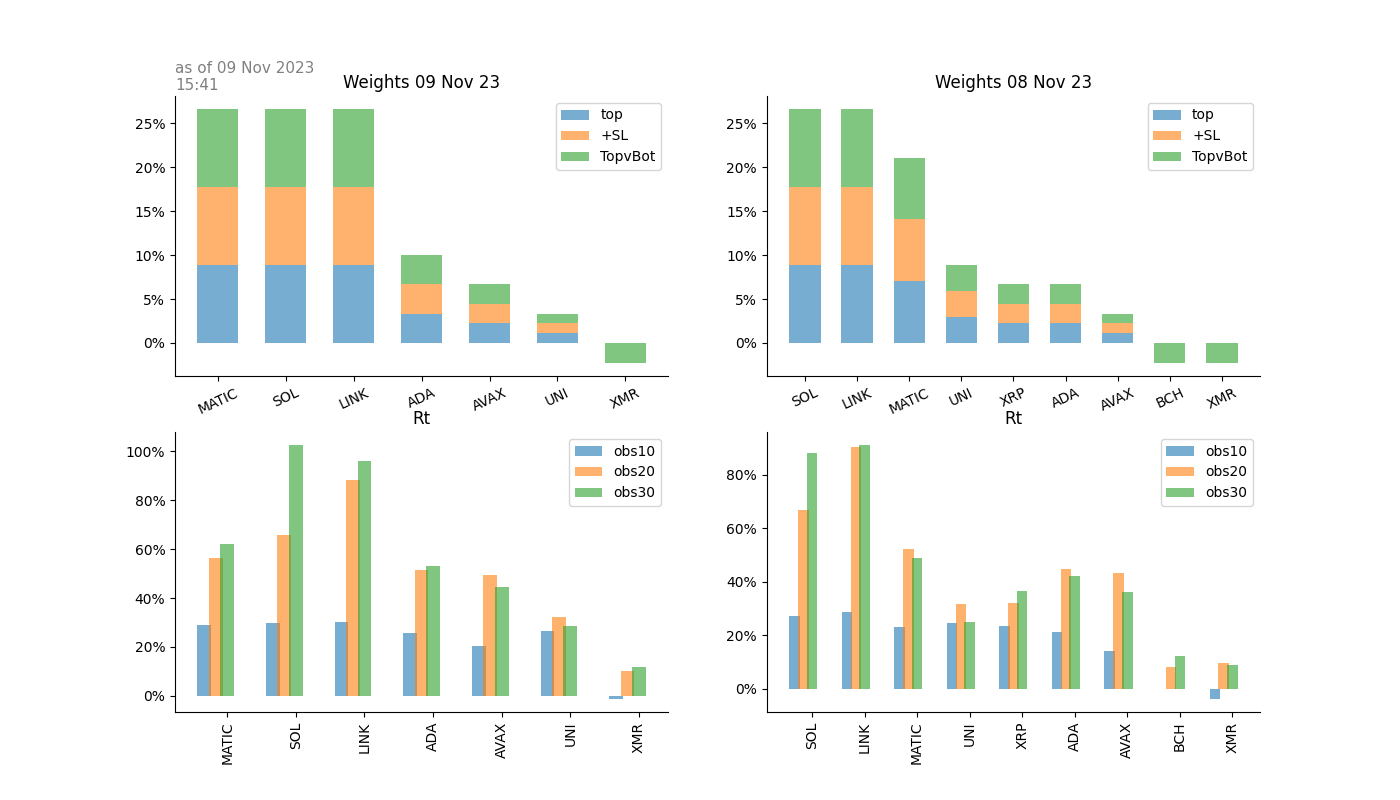 as of 09 Nov 2023
15:41
Weights 09 Nov 23
25%
20%
15%
10%
5%
0%
top
+SL
TopvBot
MATIC
SOL
LINK
ADA
AVAX
UNI
XMR
Weights 08 Nov 23
25%
20%
15%
10%
5%
0%
top
+SL
TopvBot
SOL
LINK
MATIC
UNI
XRP
ADA
AVAX
BCH
XMR
Rt
100%
80%
60%
40%
20%
0%
obs10
obs20
obs30
MATIC
SOL
LINK
ADA
AVAX
UNI
XMR
Rt
80%
60%
40%
20%
0%
obs10
obs20
obs30
SOL
LINK
MATIC
UNI
XRP
ADA
AVAX
BCH
XMR